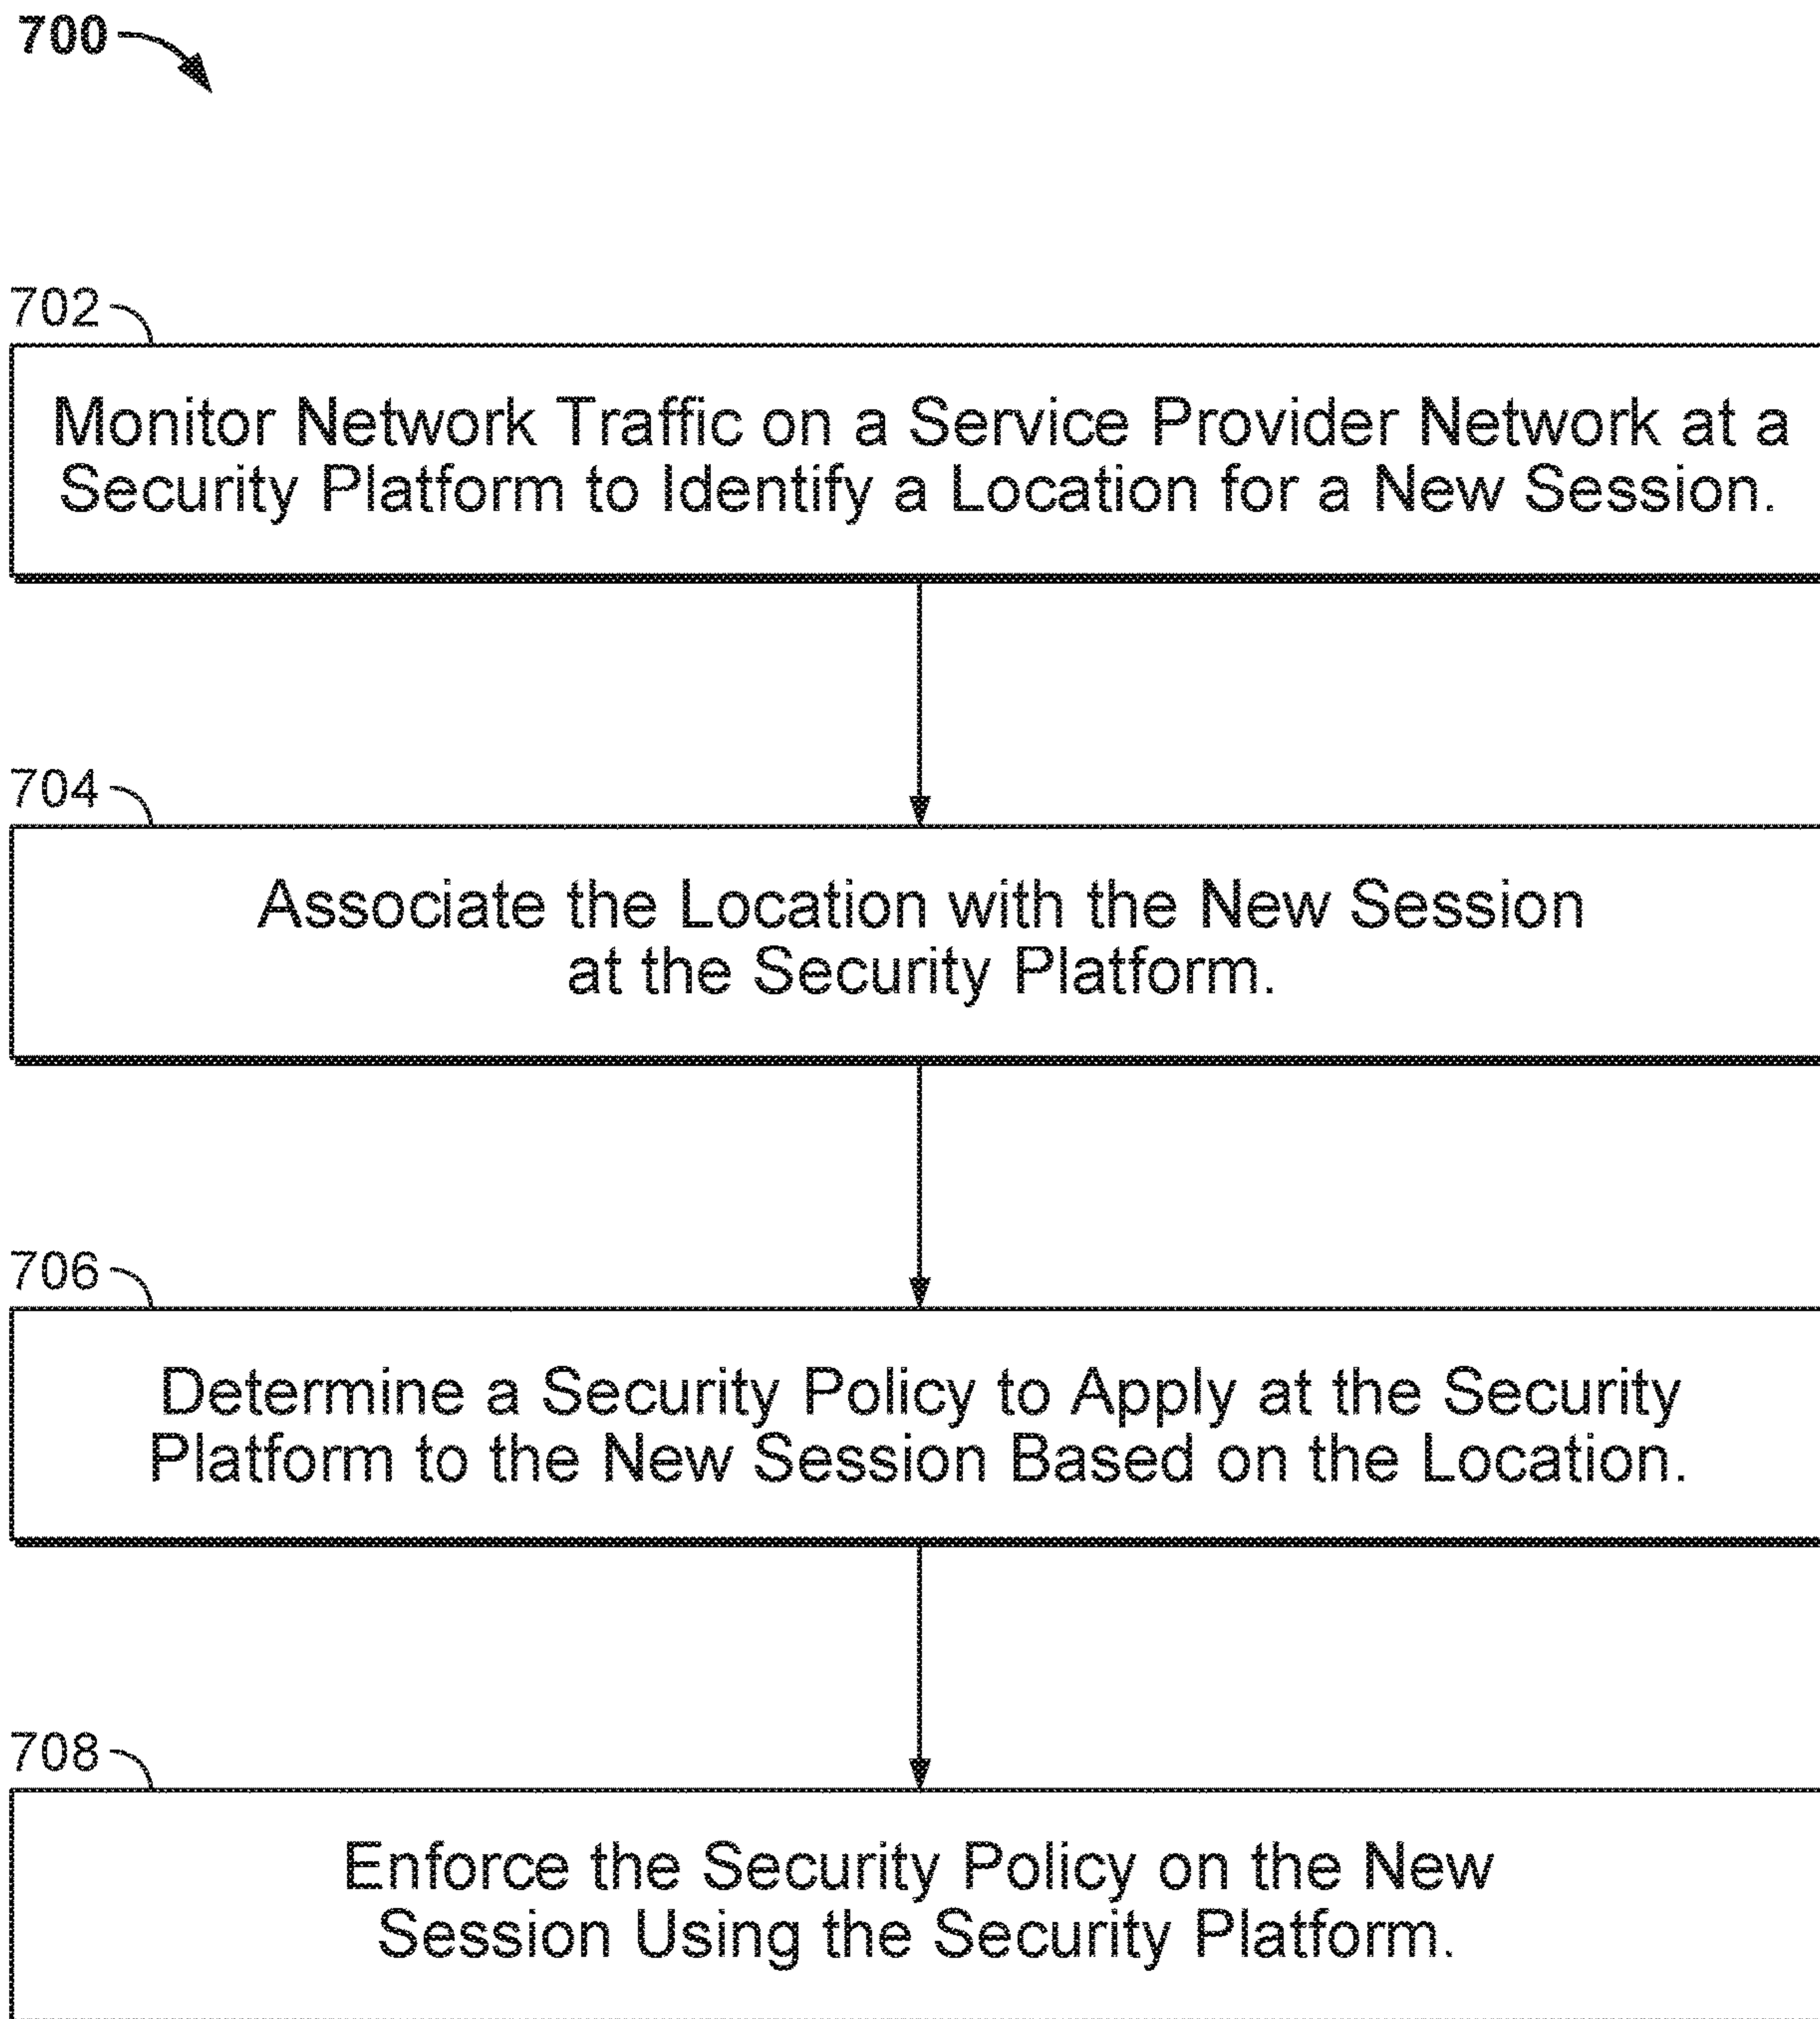 700
702
Monitor Network Traffic on a Service Provider Network at a
Security Platform to Identify a Location for a New Session.
704
Associate the Location with the New Session
at the Security Platform.
706
Determine a Security Policy to Apply at the Security
Platform to the New Session Based on the Location.
708
Enforce the Security Policy on the New
Session Using the Security Platform.